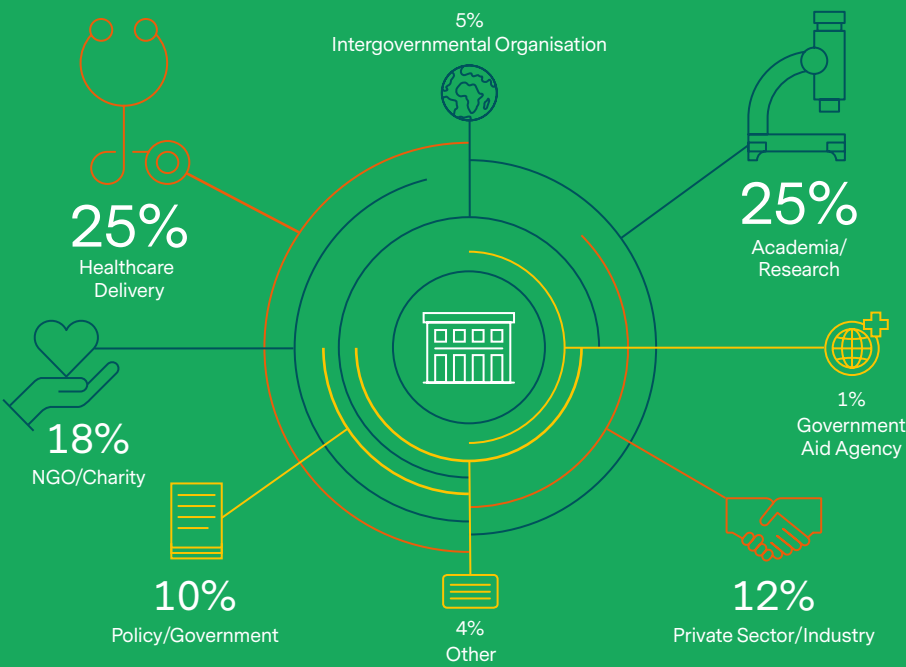 5%
Intergovernmental Organisation
25%
Healthcare
Delivery
25%
Academia/
Research
18%
NGO/Charity
1%
Government
Aid Agency
10%
Policy/Government
4%
Other
12%
Private Sector/Industry